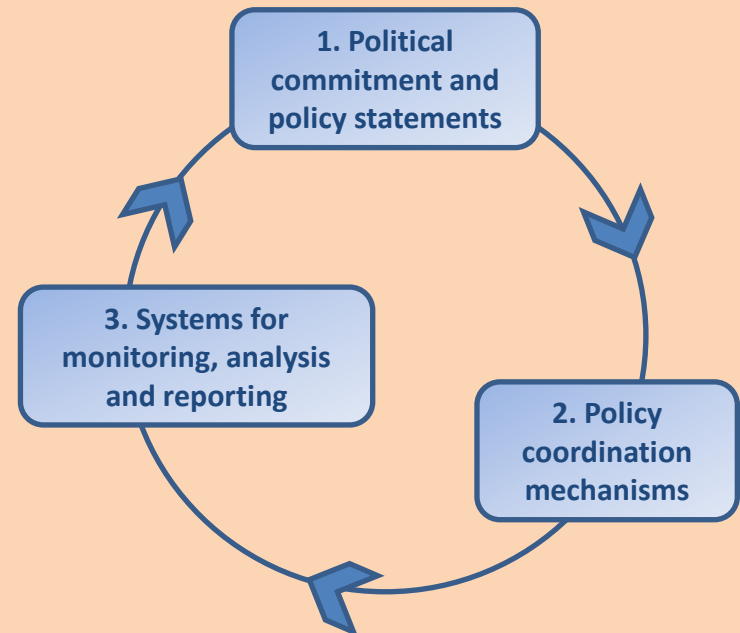 1. Political
commitment and
policy statements
3. Systems for
monitoring, analysis
and reporting
2. Policy
coordination
mechanisms